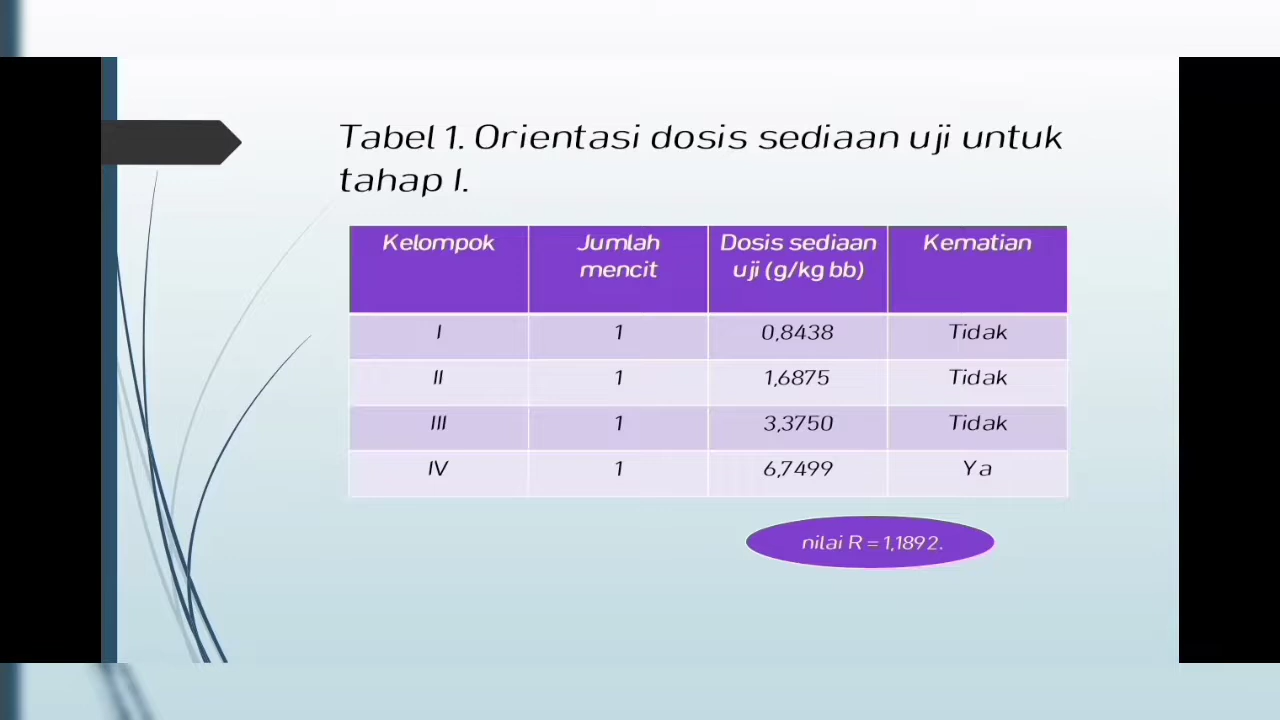 Tabel 1. Orientasi dosis sediaan uji untuk
tahap I.
Kelompok Jumlah mencit Dosis sediaan uji (g/kg bb) Kematian
I 1 0,8438 Tidak
II 1 1,6875 Tidak
III 1 3,3750 Tidak
IV 1 6,7499 Ya
nilai R = 1,1892.